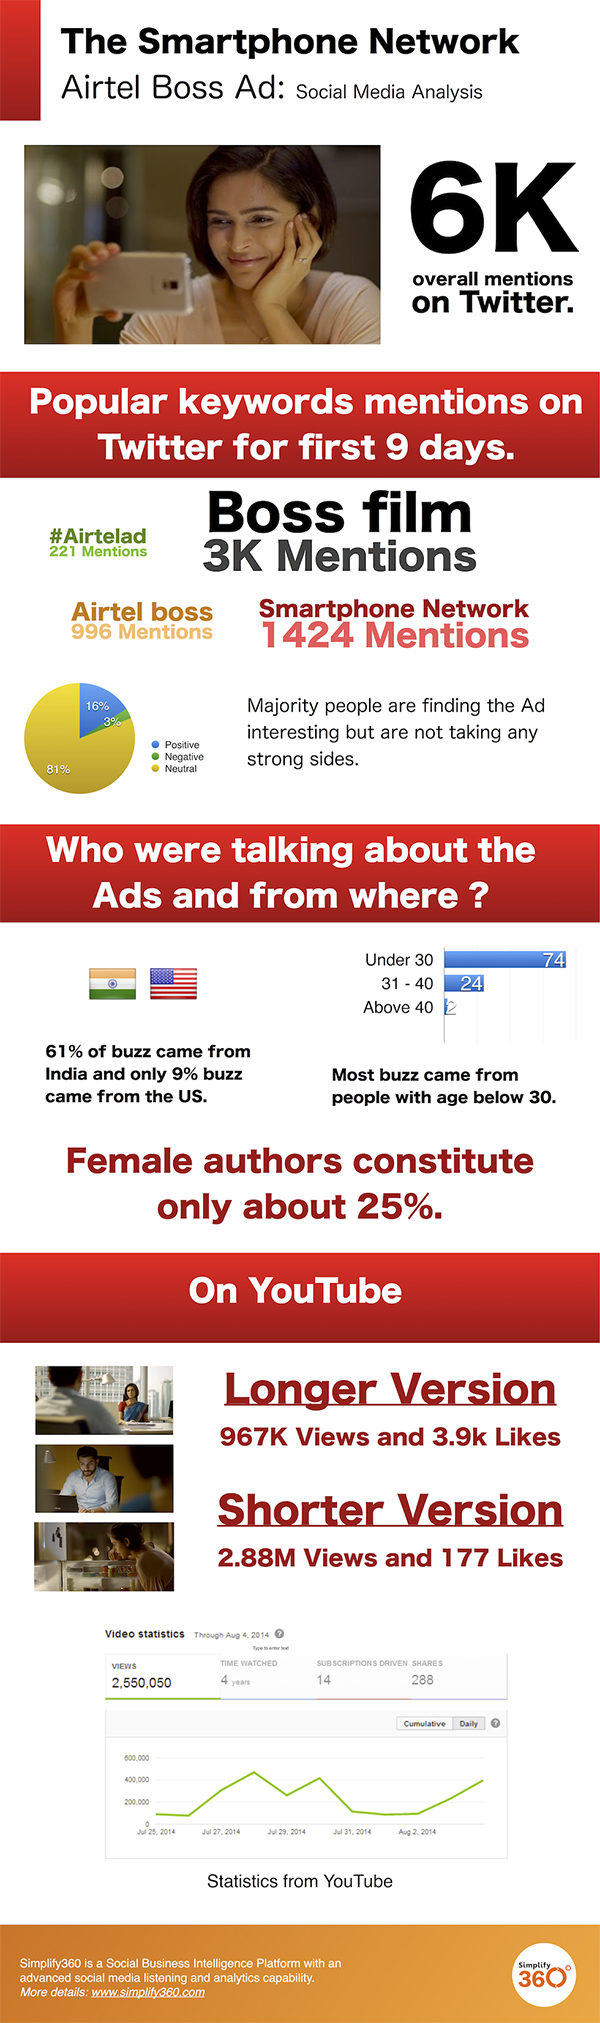 The Smartphone Network
Airtel Boss Ad: Social Media Analysis
6K
overall mentions
on Twitter.
Popular keywords mentions on
Twitter for first 9 days.
#Airtelad
221 Mentions
Boss film
3K Mentions
Airtel boss
996 Mentions
Smartphone Network
1424 Mentions
16%
3%
81%
Positive
Negative
Neutral
Majority people are finding the Ad
interesting but are not taking any
strong sides.
Who were talking about the
Ads and from where ?
Under 30 74
31 - 40 24
Above 40 2
61% of buzz came from
India and only 9% buzz
came from the US.
Most buzz came from
people with age below 30.
Female authors constitute
only about 25%.
On YouTube
Longer Version
967K Views and 3.9k Likes
Shorter Version
2.88M Views and 177 Likes
Video statistics Through Aug 4, 2014 ?
Type to enter text
VIEWS
2,550,050
TIME WATCHED
4 years
SUBSCRIPTIONS DRIVEN
14
SHARES
288
Cumulative Daily ?
600,000
400,000
200,000
0
Jul 25, 2014 Jul 27, 2014 Jul 29, 2014 Jul 31, 2014 Aug 2, 2014
Statistics from YouTube
Simplify360 is a Social Business Intelligence Platform with an
advanced social media listening and analytics capability.
More details: www.simplify360.com
Simplify
360